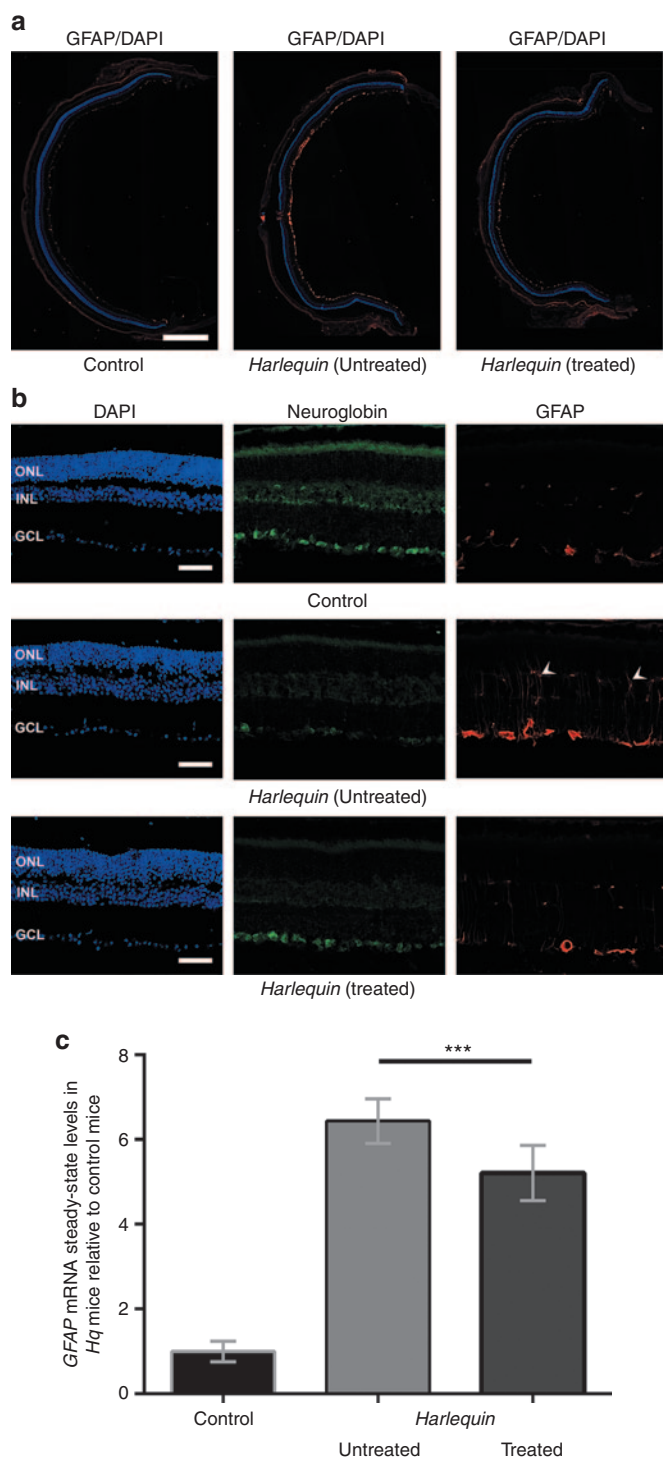 a
GFAP/DAPI GFAP/DAPI GFAP/DAPI
Control Harlequin (Untreated) Harlequin (treated)
b
DAPI Neuroglobin GFAP
ONL
INL
GCL
Control
ONL
INL
GCL
Harlequin (Untreated)
ONL
INL
GCL
Harlequin (treated)
c
***
GFAP mRNA steady-state levels in
Hq mice relative to control mice
8
6
4
2
0
Control Harlequin
Untreated Treated